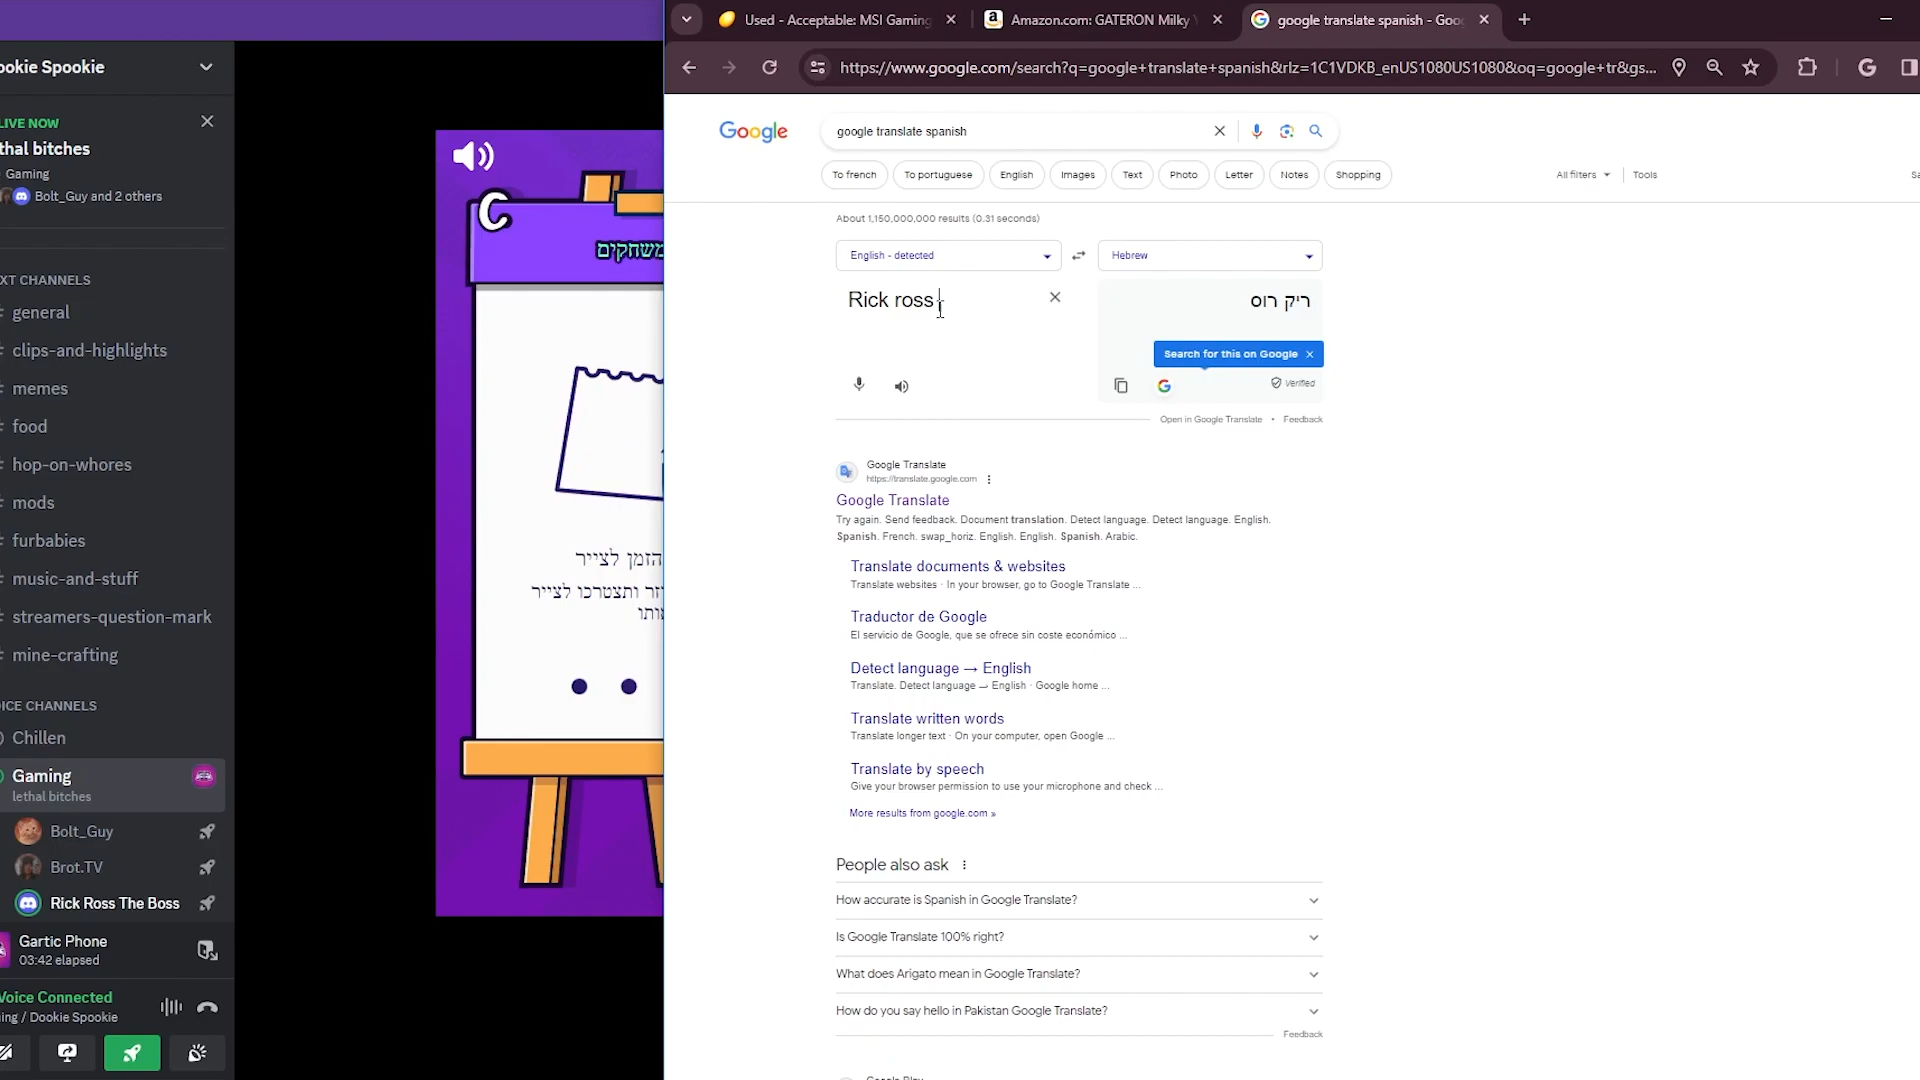 ookie Spookie
LIVE NOW
thal bitches
Gaming
Bolt_Guy and 2 others
XT CHANNELS
general
clips-and-highlights
memes
food
hop-on-whores
mods
furbabies
music-and-stuff
streamers-question-mark
mine-crafting
ICE CHANNELS
Chillen
Gaming
lethal bitches
Bolt_Guy
Brot.TV
Rick Ross The Boss
Gartic Phone
03:42 elapsed
Voice Connected
ing / Dookie Spookie
משחקים
הזמן לצייר
זר ותצטרכו לצייר
אותו
Used - Acceptable: MSI Gaming
Amazon.com: GATERON Milky
google translate spanish - Goo
https://www.google.com/search?q=google+translate+spanish&rlz=1C1VDKB_enUS1080US1080&oq=google+tr&gs...
Google
google translate spanish
To french
To portuguese
English
Images
Text
Photo
Letter
Notes
Shopping
All filters
Tools
About 1,150,000,000 results (0.31 seconds)
English - detected
Hebrew
Rick ross
ריק רוס
Search for this on Google
Verified
Open in Google Translate • Feedback
Google Translate
https://translate.google.com
Google Translate
Try again. Send feedback. Document translation. Detect language. Detect language. English.
Spanish. French. swap_horiz. English. English. Spanish. Arabic.
Translate documents & websites
Translate websites · In your browser, go to Google Translate ...
Traductor de Google
El servicio de Google, que se ofrece sin coste económico ...
Detect language → English
Translate. Detect language → English · Google home ...
Translate written words
Translate longer text · On your computer, open Google ...
Translate by speech
Give your browser permission to use your microphone and check ...
More results from google.com »
People also ask
How accurate is Spanish in Google Translate?
Is Google Translate 100% right?
What does Arigato mean in Google Translate?
How do you say hello in Pakistan Google Translate?
Feedback